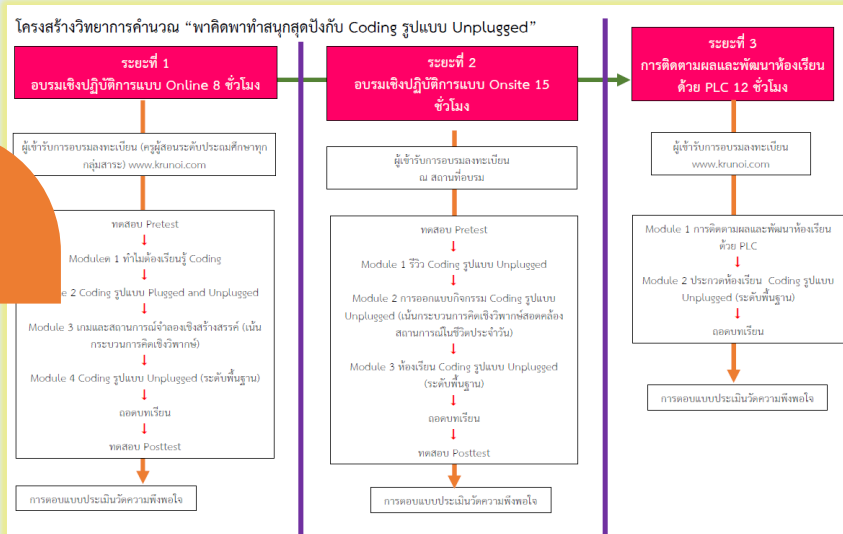 โครงสร้างวิทยาการคำนวณ “พาคิดพาทำสนุกสุดปังกับ Coding รูปแบบ Unplugged”
ระยะที่ 1
อบรมเชิงปฏิบัติการแบบ Online 8 ชั่วโมง
ผู้เข้ารับการอบรมลงทะเบียน (ครูผู้สอนระดับประถมศึกษาทุก
กลุ่มสาระ) www.krunoi.com
ทดสอบ Pretest
Moduleด 1 ทำไมต้องเรียนรู้ Coding
2 Coding รูปแบบ Plugged and Unplugged
Module 3 เกมและสถานการณ์จำลองเชิงสร้างสรรค์ (เน้น
กระบวนการคิดเชิงวิพากษ์)
Module 4 Coding รูปแบบ Unplugged (ระดับพื้นฐาน)
ถอดบทเรียน
ทดสอบ Posttest
การตอบแบบประเมินวัดความพึงพอใจ
ระยะที่ 2
อบรมเชิงปฏิบัติการแบบ Onsite 15
ชั่วโมง
ผู้เข้ารับการอบรมลงทะเบียน
ณ สถานที่อบรม
ทดสอบ Pretest
Module 1 รีวิว Coding รูปแบบ Unplugged
Module 2 การออกแบบกิจกรรม Coding รูปแบบ
Unplugged (เน้นกระบวนการคิดเชิงวิพากษ์สอดคล้อง
สถานการณ์ในชีวิตประจำวัน)
Module 3 ห้องเรียน Coding รูปแบบ Unplugged
(ระดับพื้นฐาน)
ถอดบทเรียน
ทดสอบ Posttest
การตอบแบบประเมินวัดความพึงพอใจ
ระยะที่ 3
การติดตามผลและพัฒนาห้องเรียน
ด้วย PLC 12 ชั่วโมง
ผู้เข้ารับการอบรมลงทะเบียน
www.krunoi.com
Module 1 การติดตามผลและพัฒนาห้องเรียน
ด้วย PLC
Module 2 ประกวดห้องเรียน Coding รูปแบบ
Unplugged (ระดับพื้นฐาน)
ถอดบทเรียน
การตอบแบบประเมินวัดความพึงพอใจ